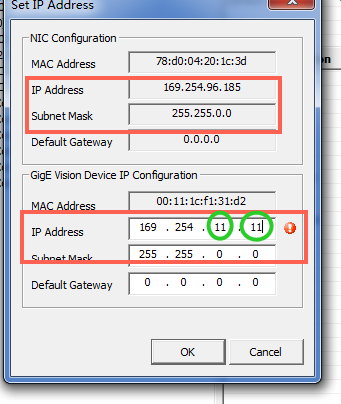 Set IP Address
NIC Configuration
MAC Address 78:d0:04:20:1c:3d
IP Address 169.254.96.185
Subnet Mask 255.255.0.0
Default Gateway 0.0.0.0
GigE Vision Device IP Configuration
MAC Address 00:11:1c:f1:31:d2
IP Address 169 . 254 . 11 . 11
Subnet Mask 255 . 255 . 0 . 0
Default Gateway 0 . 0 . 0 . 0
OK Cancel